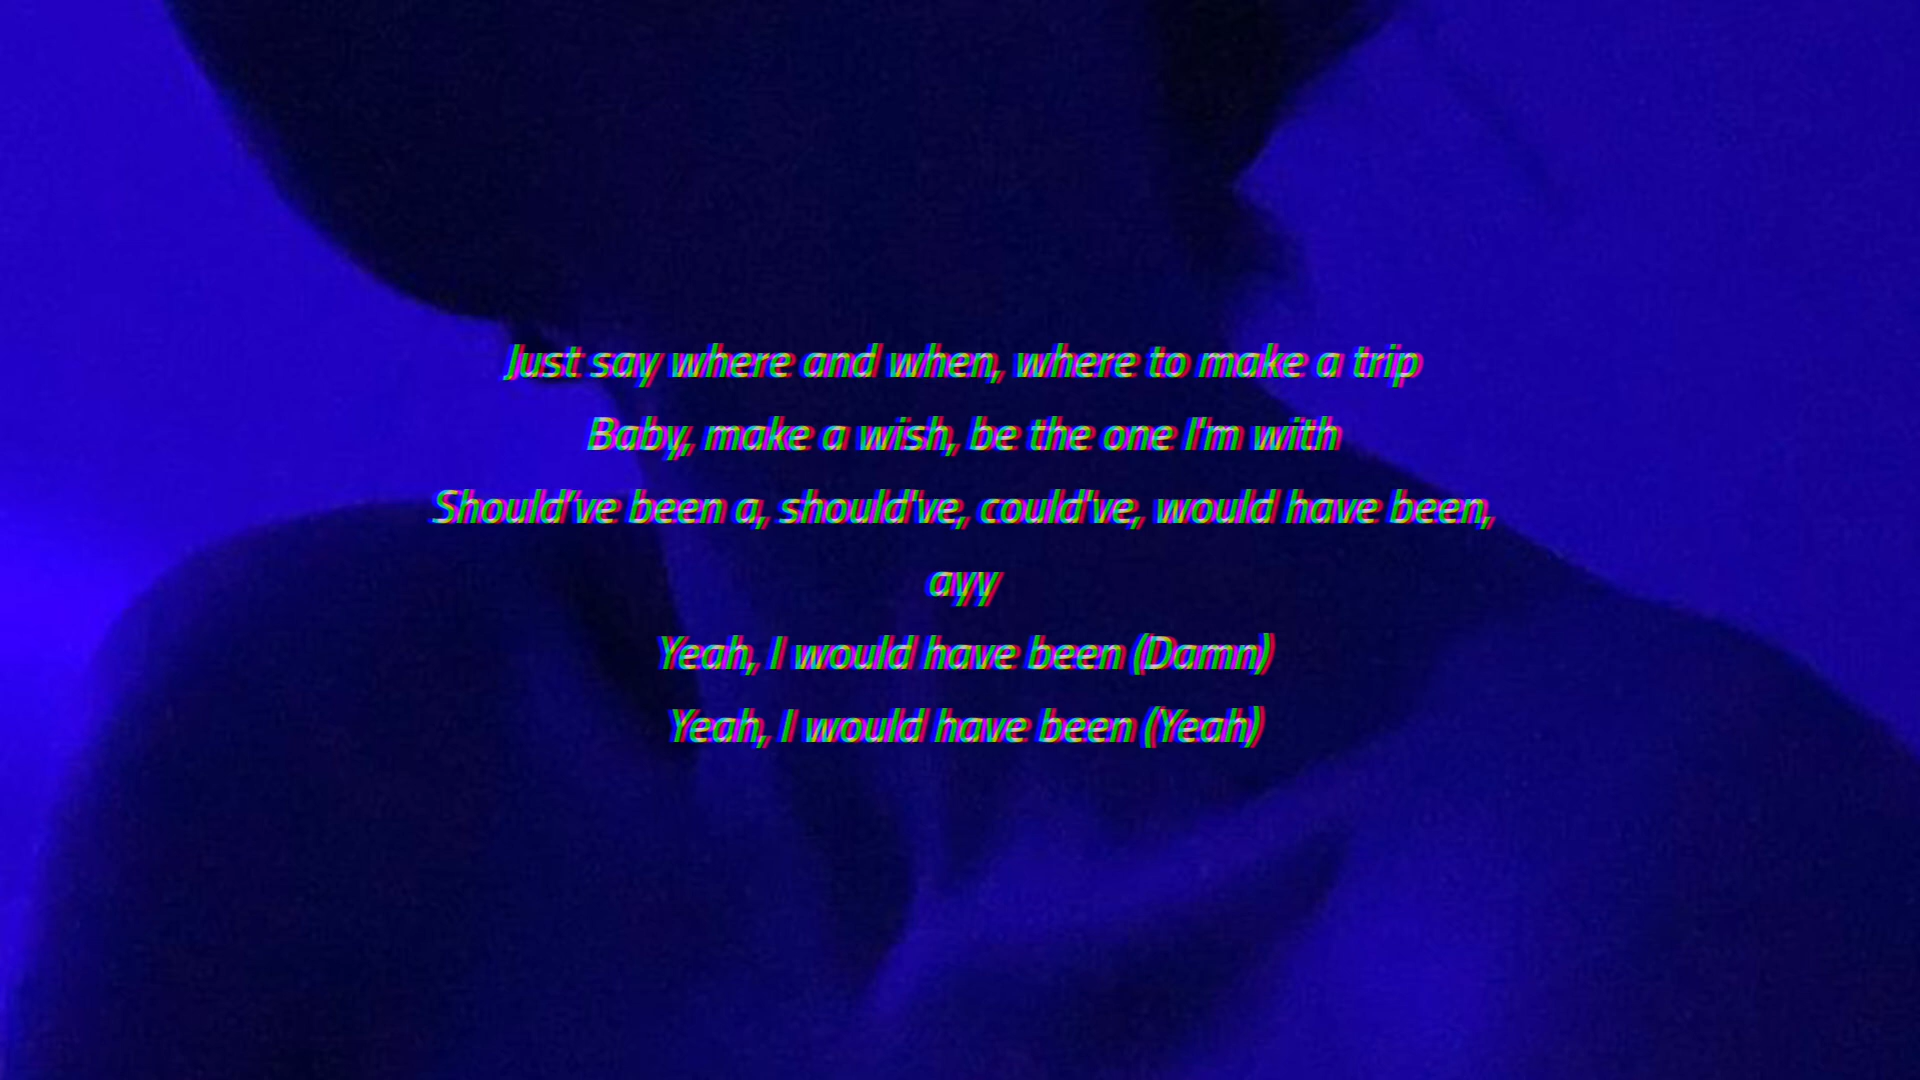 Just say where and when, where to make a trip
Baby, make a wish, be the one I'm with
Should've been a, should've, could've, would have been,
ayy
Yeah, I would have been (Damn)
Yeah, I would have been (Yeah)